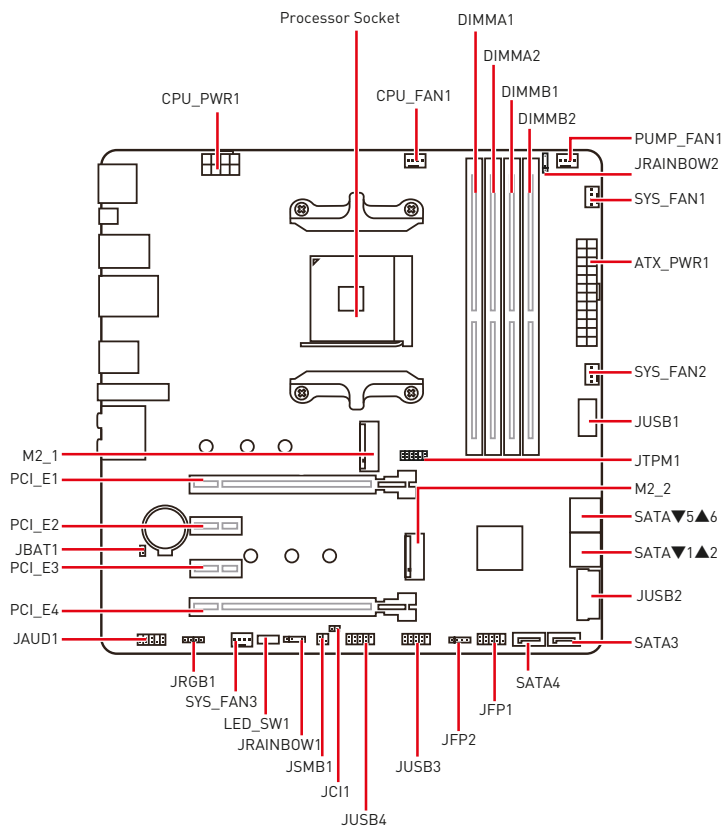 Processor Socket
DIMMA1
DIMMA2
CPU_FAN1
DIMMB1
CPU_PWR1
DIMMB2
PUMP_FAN1
JRAINBOW2
SYS_FAN1
ATX_PWR1
SYS_FAN2
JUSB1
M2_1
JTPM1
PCI_E1
M2_2
SATA▼5▲6
PCI_E2
JBAT1
SATA▼1▲2
PCI_E3
JUSB2
PCI_E4
JAUD1
SATA3
JRGB1
SATA4
SYS_FAN3
JFP1
LED_SW1
JRAINBOW1
JFP2
JSMB1
JUSB3
JCI1
JUSB4